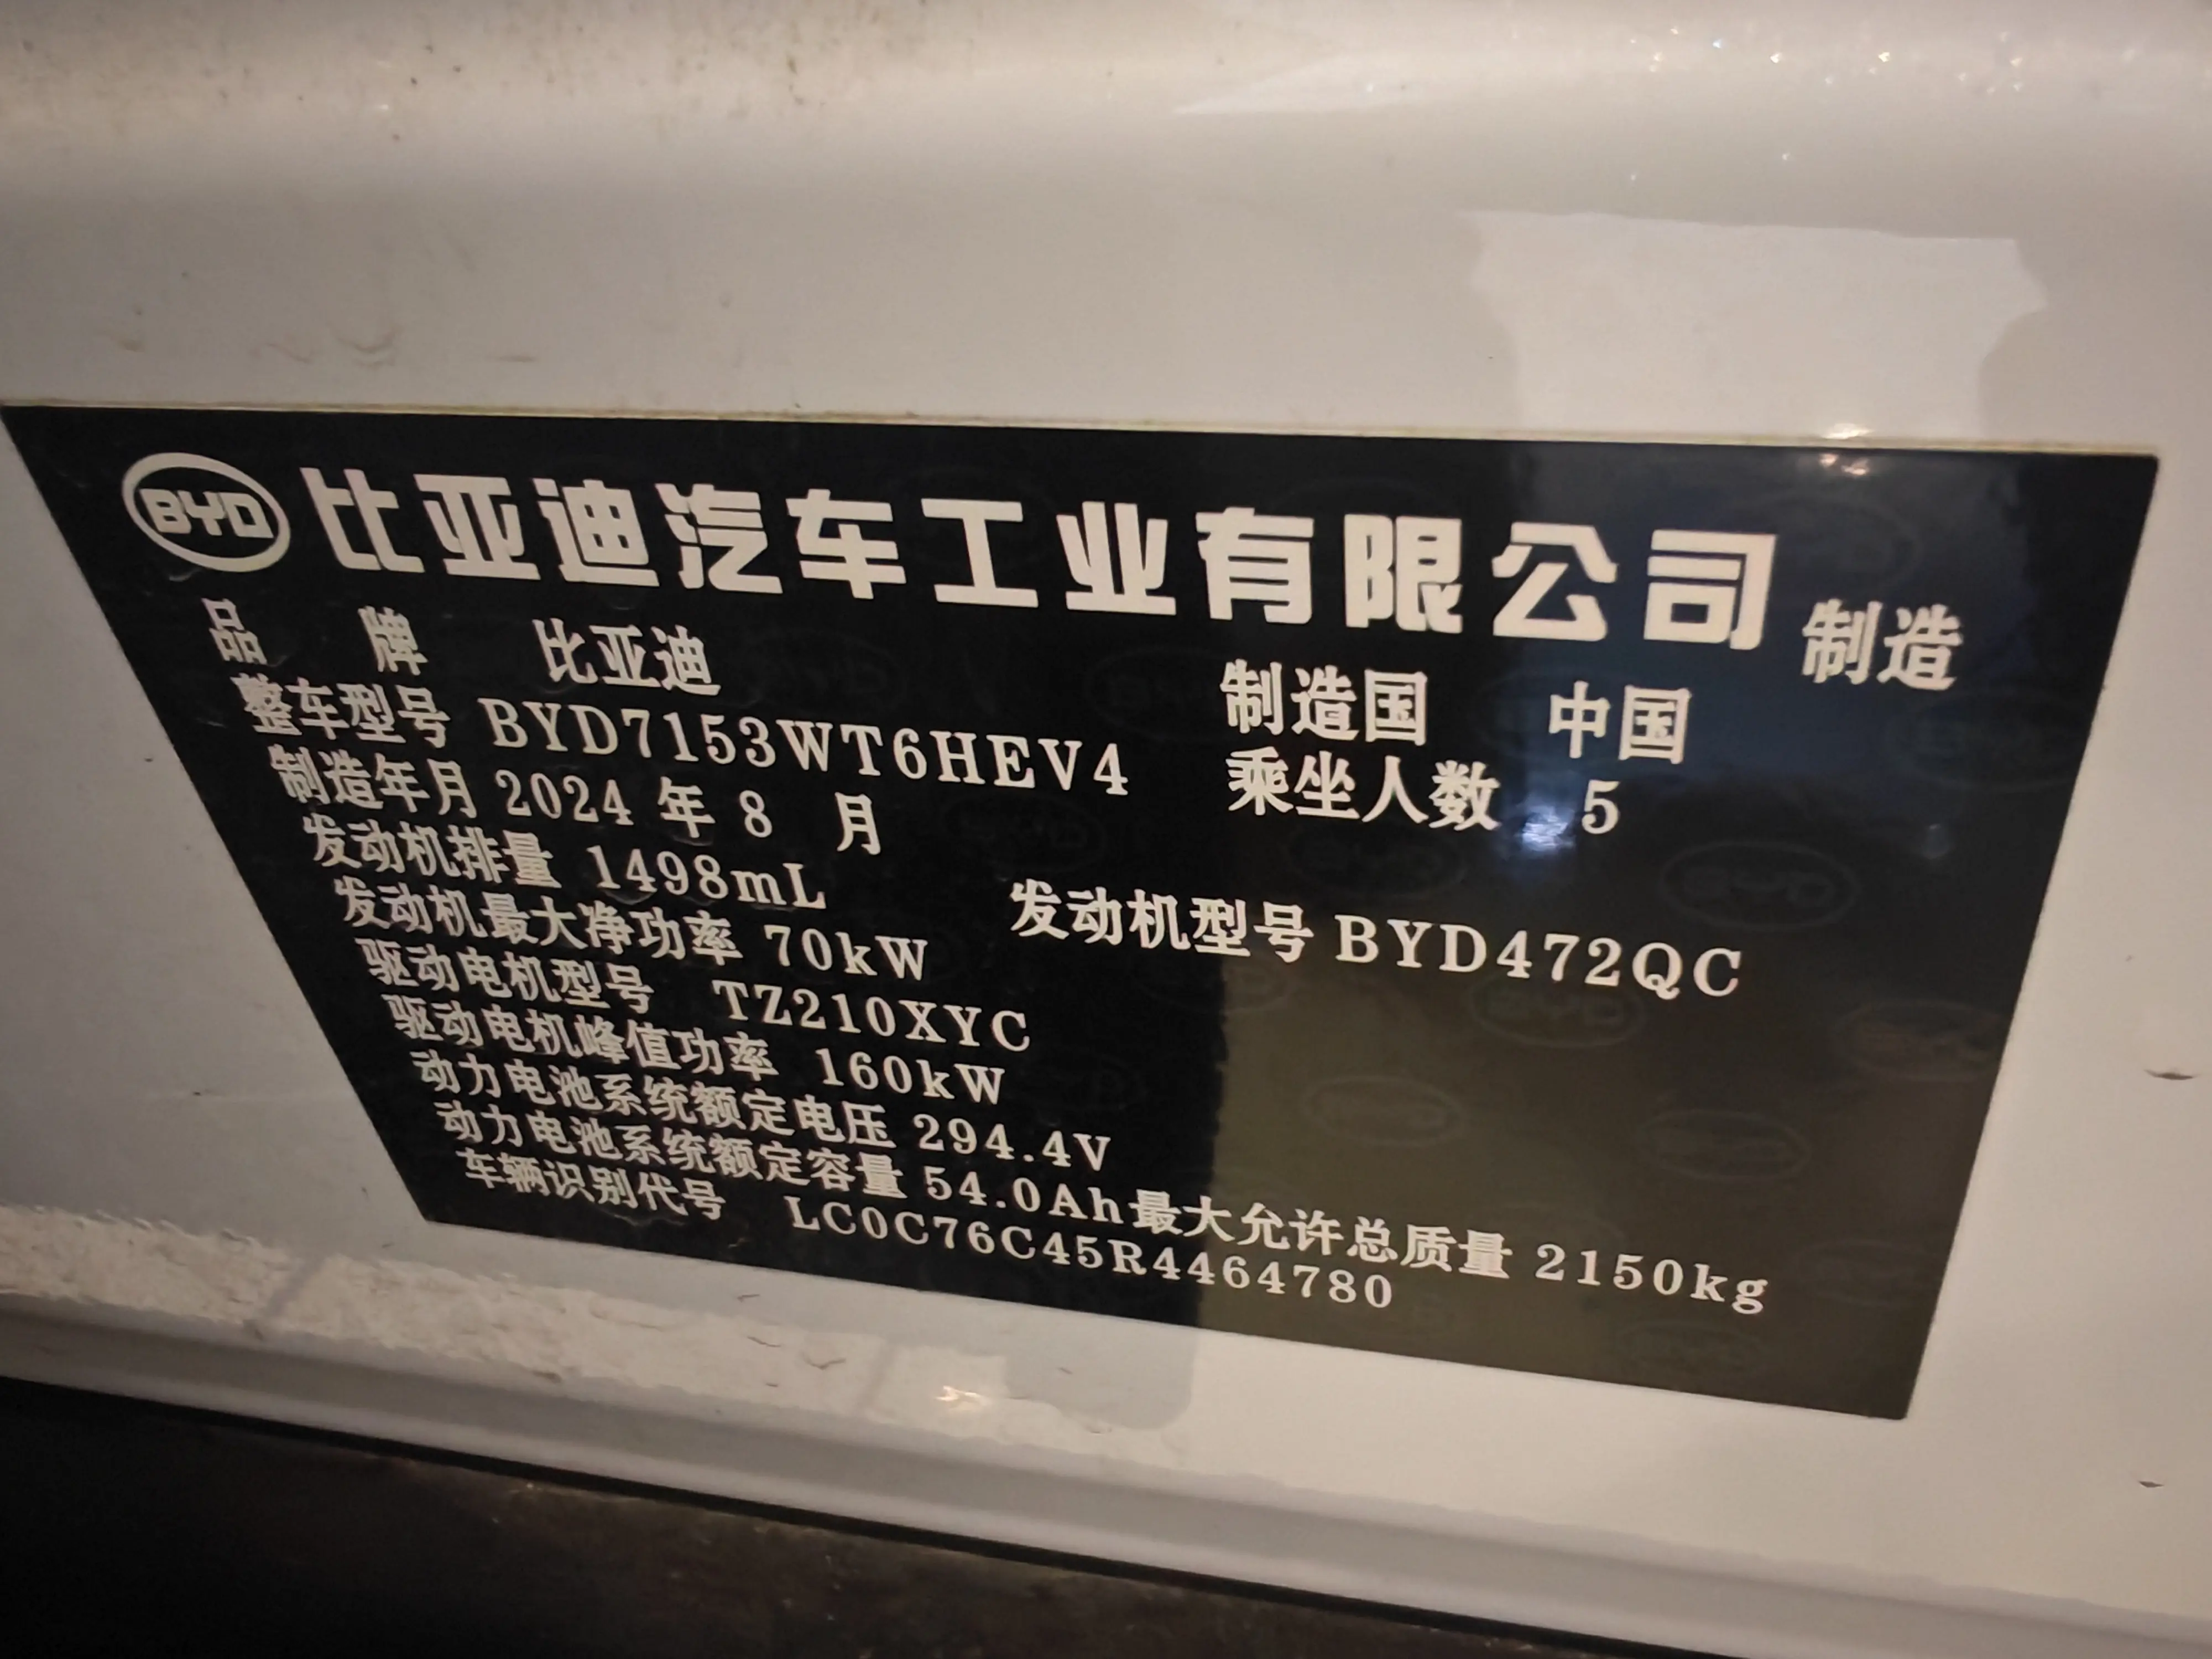 BYD 比亚迪汽车工业有限公司 制造
品牌 比亚迪 制造国 中国
整车型号 BYD7153WT6HEV4 乘坐人数 5
制造年月 2024 年 8 月
发动机排量 1498mL 发动机型号 BYD472QC
发动机最大净功率 70kW
驱动电机型号 TZ210XYC
驱动电机峰值功率 160kW
动力电池系统额定电压 294.4V
动力电池系统额定容量 54.0Ah 最大允许总质量 2150kg
车辆识别代号 LC0C76C45R4464780